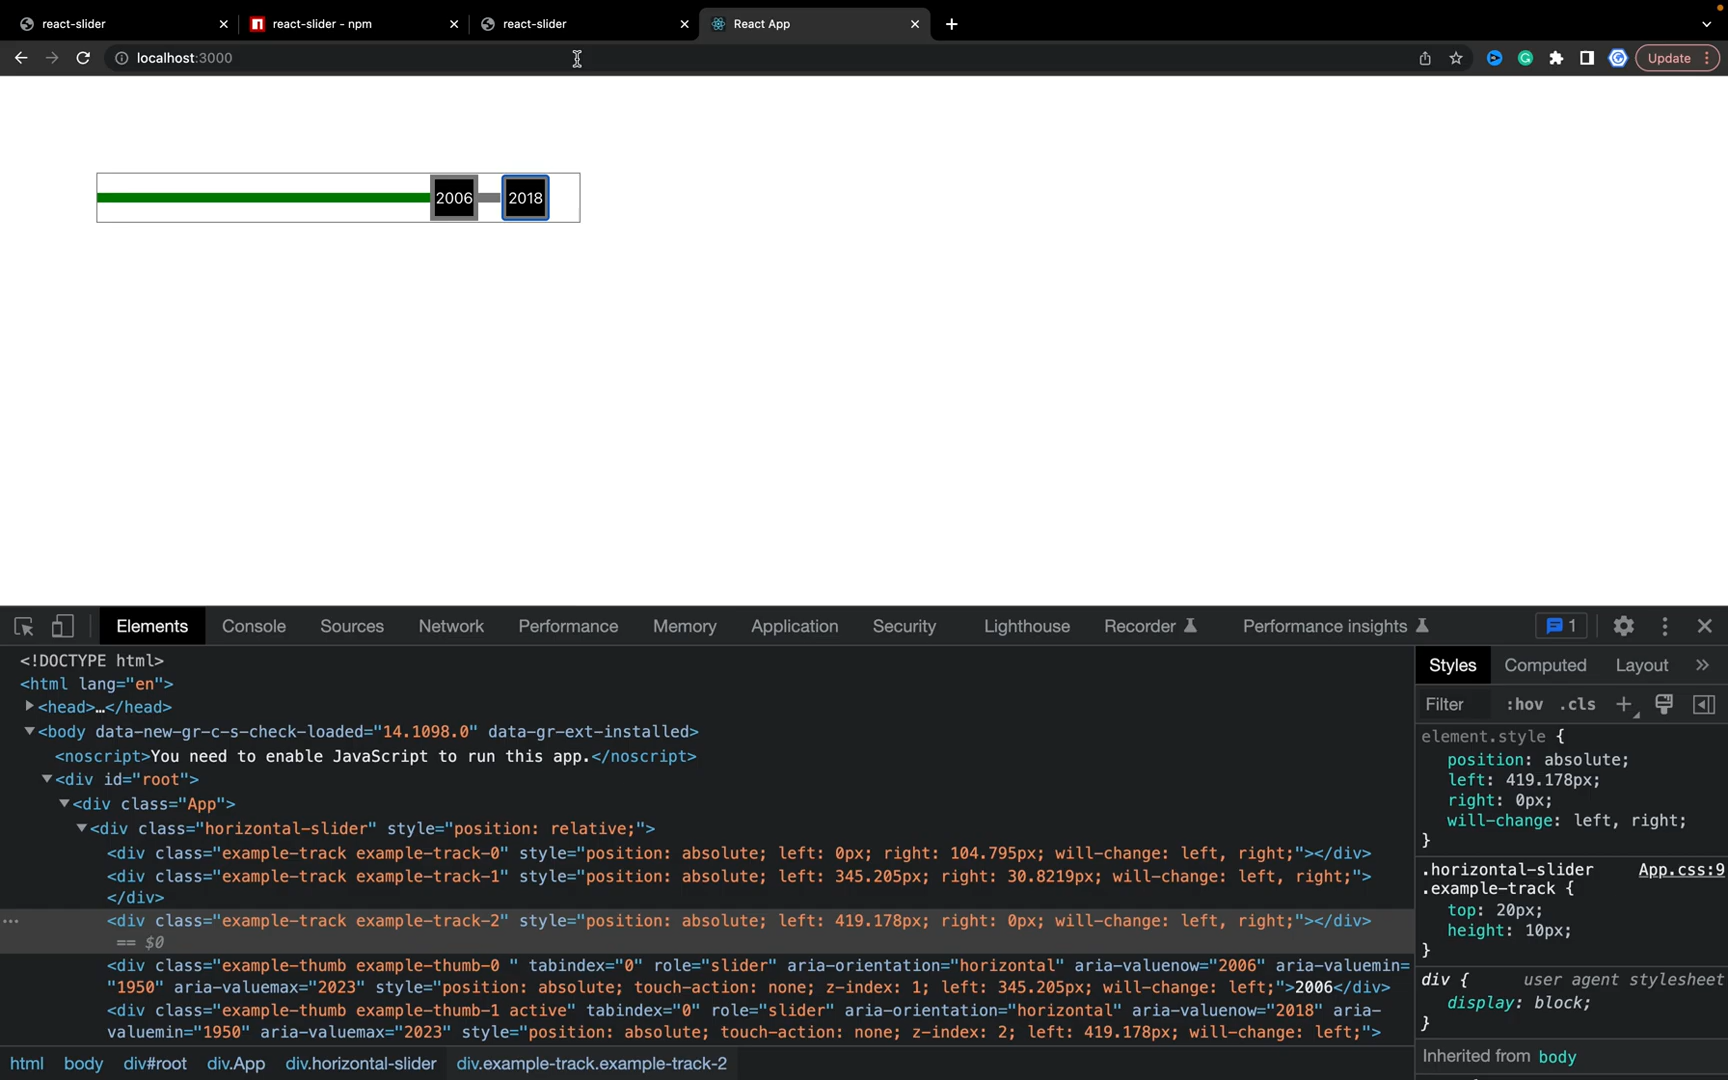 react-slider react-slider - npm react-slider React App
localhost:3000 Update
2006 2018
Elements Console Sources Network Performance Memory Application Security Lighthouse Recorder Performance insights 1
<!DOCTYPE html>
<html lang="en">
<head>…</head>
<body data-new-gr-c-s-check-loaded="14.1098.0" data-gr-ext-installed>
<noscript>You need to enable JavaScript to run this app.</noscript>
<div id="root">
<div class="App">
<div class="horizontal-slider" style="position: relative;">
<div class="example-track example-track-0" style="position: absolute; left: 0px; right: 104.795px; will-change: left, right;"></div>
<div class="example-track example-track-1" style="position: absolute; left: 345.205px; right: 30.8219px; will-change: left, right;">
</div>
<div class="example-track example-track-2" style="position: absolute; left: 419.178px; right: 0px; will-change: left, right;"></div>
== $0
<div class="example-thumb example-thumb-0 " tabindex="0" role="slider" aria-orientation="horizontal" aria-valuenow="2006" aria-valuemin=
"1950" aria-valuemax="2023" style="position: absolute; touch-action: none; z-index: 1; left: 345.205px; will-change: left;">2006</div>
<div class="example-thumb example-thumb-1 active" tabindex="0" role="slider" aria-orientation="horizontal" aria-valuenow="2018" aria-
valuemin="1950" aria-valuemax="2023" style="position: absolute; touch-action: none; z-index: 2; left: 419.178px; will-change: left;">
html body div#root div.App div.horizontal-slider div.example-track.example-track-2
Styles Computed Layout »
Filter :hov .cls
element.style {
position: absolute;
left: 419.178px;
right: 0px;
will-change: left, right;
}
.horizontal-slider App.css:9
.example-track {
top: 20px;
height: 10px;
}
div { user agent stylesheet
display: block;
}
Inherited from body